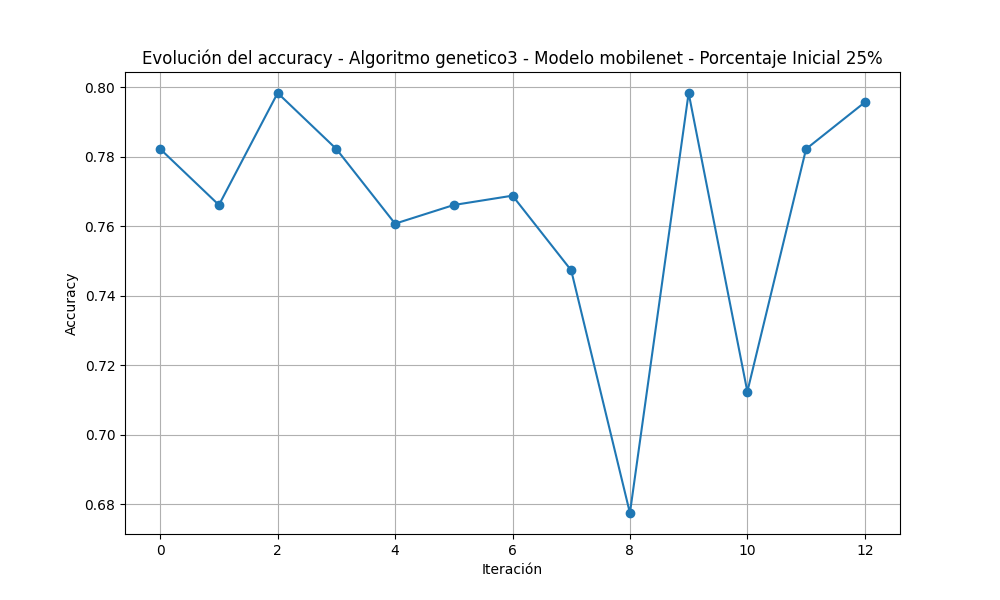 Evolución del accuracy - Algoritmo genetico3 - Modelo mobilenet - Porcentaje Inicial 25%
0.80
0.78
0.76
0.74
0.72
0.70
0.68
Accuracy
0 2 4 6 8 10 12
Iteración